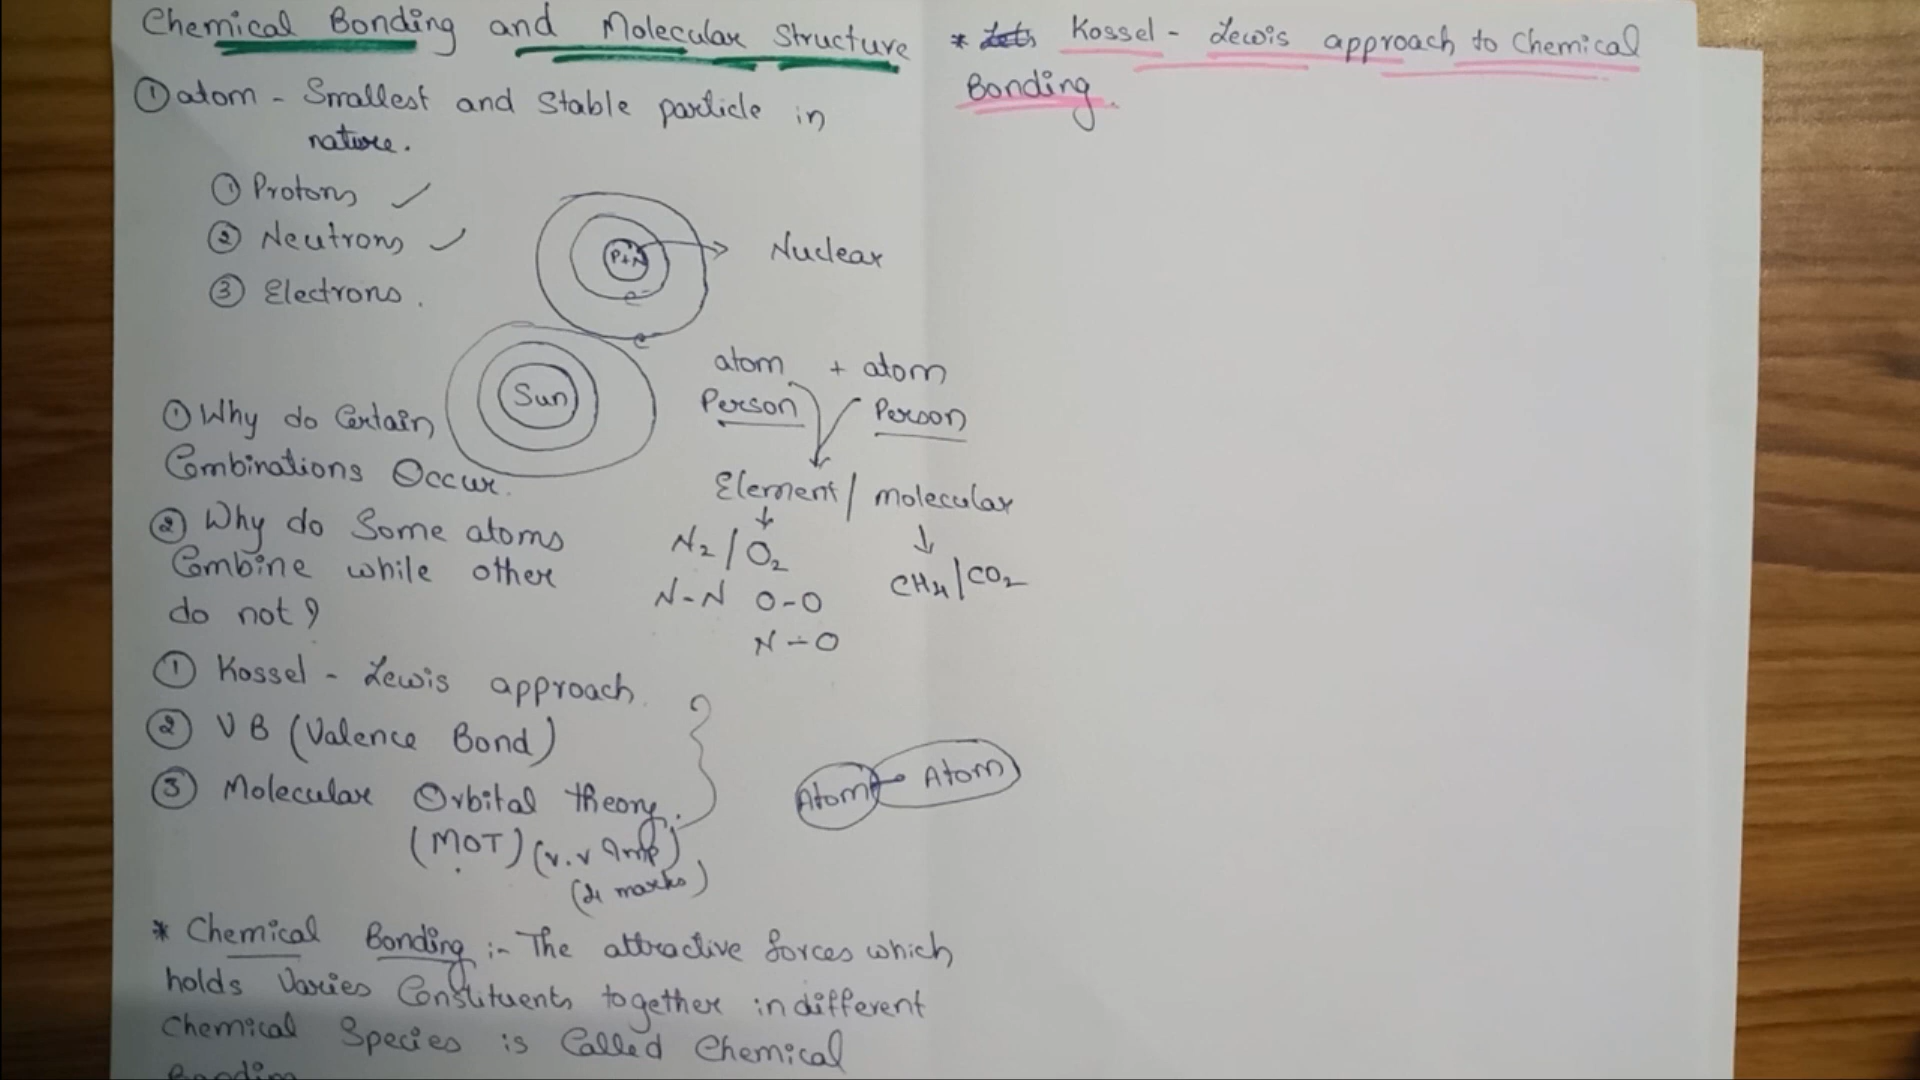 Chemical Bonding and Molecular Structure
① atom - Smallest and Stable particle in
nature.
① Protons ✓
② Neutrons ✓
③ Electrons.
P+N
Nuclear
e⁻
e⁻
Sun
atom + atom
Person Person
Element / molecular
N₂ / O₂
CH₄ / CO₂
N-N O-O
N-O
① Why do Certain
Combinations Occur.
② Why do Some atoms
Combine while other
do not?
① Kossel - Lewis approach.
② VB (Valence Bond)
③ Molecular Orbital theory.
(MOT) (v.v Imp)
(4 marks)
Atom Atom
* Chemical Bonding :- The attractive forces which
holds Varies Constituents together in different
Chemical Species is Called Chemical
Bonding
* Kossel - Lewis approach to Chemical
Bonding.